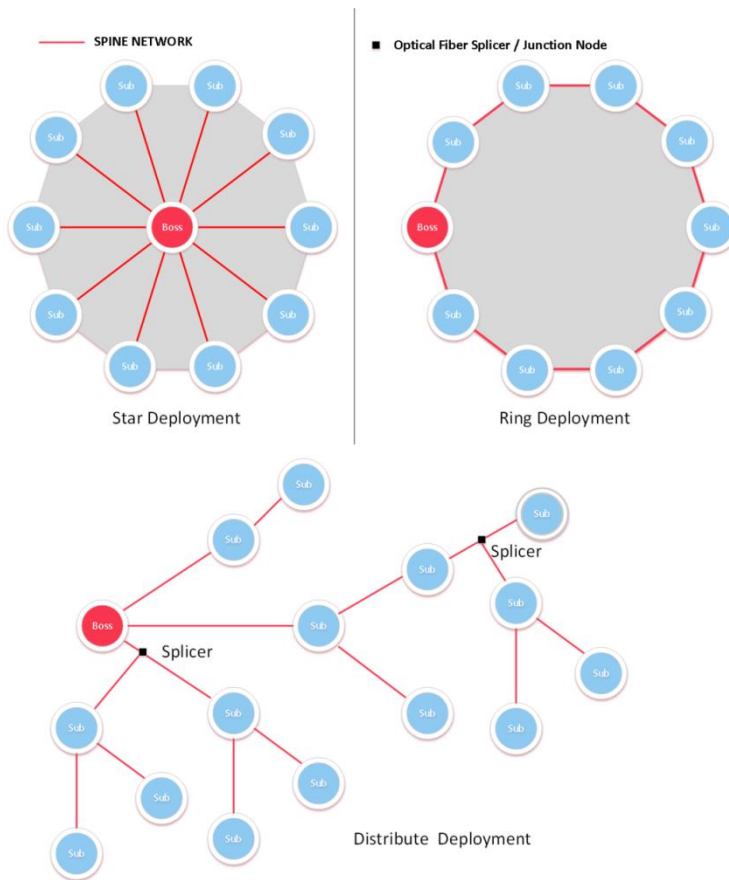 SPINE NETWORK
Optical Fiber Splicer / Junction Node
Sub
Sub
Sub
Sub
Sub
Boss
Sub
Sub
Sub
Sub
Sub
Star Deployment
Sub
Sub
Sub
Sub
Boss
Sub
Sub
Sub
Sub
Sub
Ring Deployment
Sub
Sub
Sub
Splicer
Sub
Sub
Boss
Sub
Splicer
Sub
Sub
Sub
Sub
Sub
Sub
Sub
Sub
Sub
Distribute Deployment